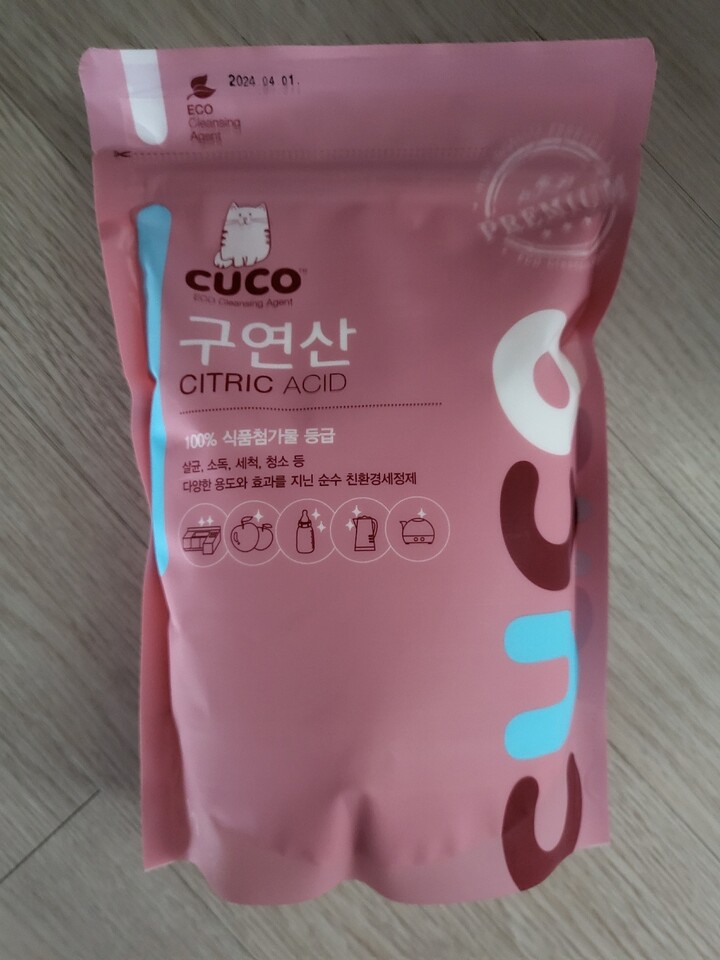 2024 04 01.
ECO
Cleansing
Agent
PREMIUM
CUCO™
ECO Cleansing Agent
구연산
CITRIC ACID
100% 식품첨가물 등급
살균, 소독, 세척, 청소 등
다양한 용도와 효과를 지닌 순수 친환경세정제
cuco